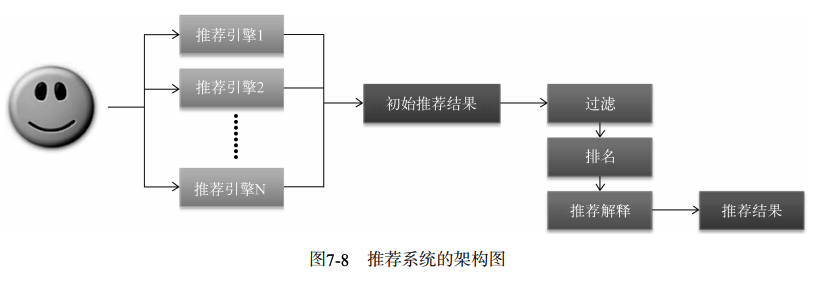 推荐引擎1
推荐引擎2
推荐引擎N
初始推荐结果
过滤
排名
推荐解释
推荐结果
图7-8 推荐系统的架构图